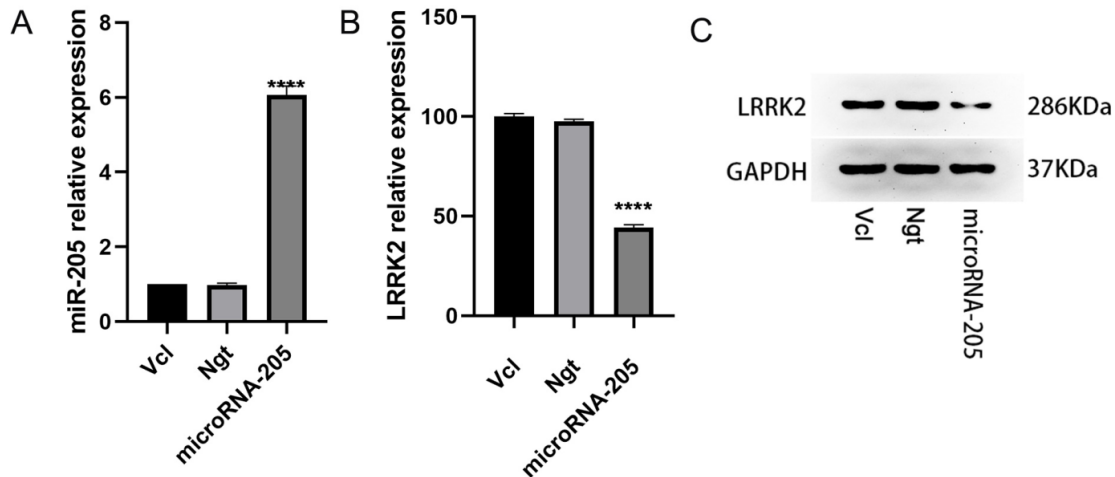 A
miR-205 relative expression
8
6
4
2
0
****
Vcl
Ngt
microRNA-205
B
LRRK2 relative expression
150
100
50
0
****
Vcl
Ngt
microRNA-205
C
LRRK2
286KDa
GAPDH
37KDa
Vcl
Ngt
microRNA-205